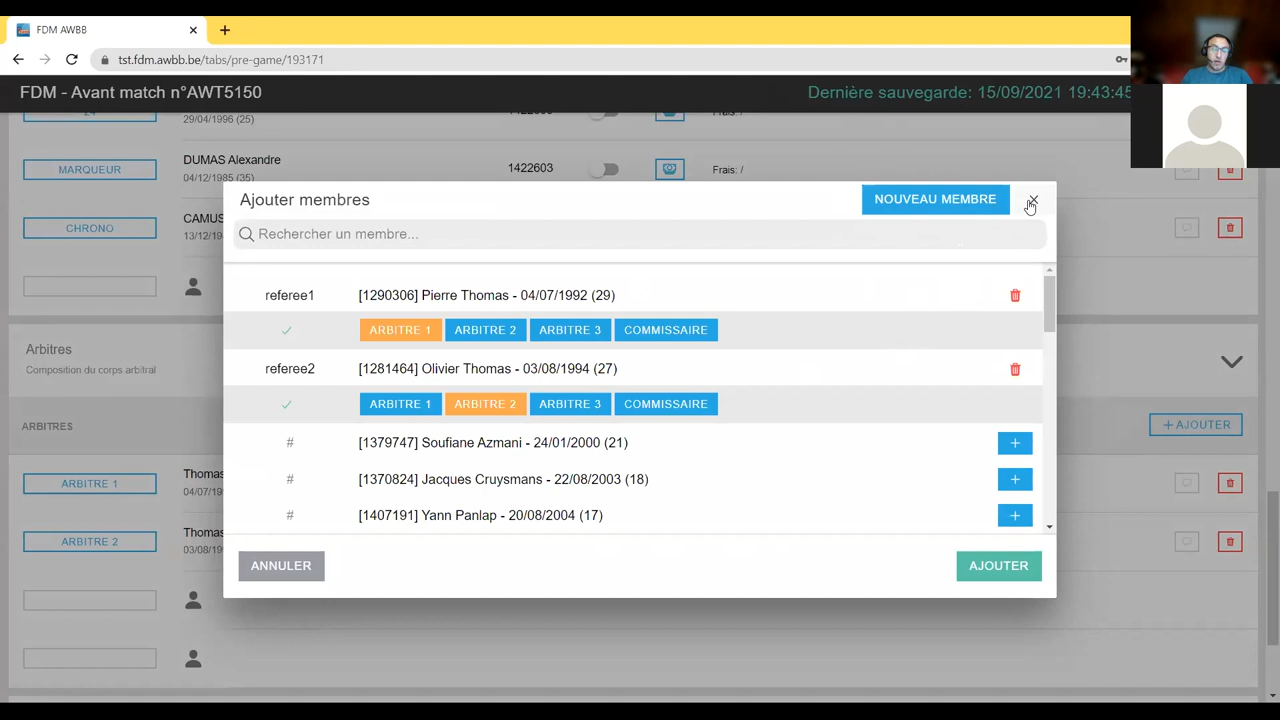 FDM AWBB
tst.fdm.awbb.be/tabs/pre-game/193171
FDM - Avant match n°AWT5150
Dernière sauvegarde: 15/09/2021 19:43:45
24
29/04/1996 (25)
Frais: /
MARQUEUR
DUMAS Alexandre
04/12/1985 (35)
1422603
Frais: /
CHRONO
CAMUS
13/12/19
Ajouter membres
NOUVEAU MEMBRE
Rechercher un membre...
referee1 [1290306] Pierre Thomas - 04/07/1992 (29)
ARBITRE 1 ARBITRE 2 ARBITRE 3 COMMISSAIRE
referee2 [1281464] Olivier Thomas - 03/08/1994 (27)
ARBITRE 1 ARBITRE 2 ARBITRE 3 COMMISSAIRE
# [1379747] Soufiane Azmani - 24/01/2000 (21)
# [1370824] Jacques Cruysmans - 22/08/2003 (18)
# [1407191] Yann Panlap - 20/08/2004 (17)
ANNULER
AJOUTER
Arbitres
Composition du corps arbitral
ARBITRES
+ AJOUTER
ARBITRE 1
Thomas
04/07/19
ARBITRE 2
Thomas
03/08/19